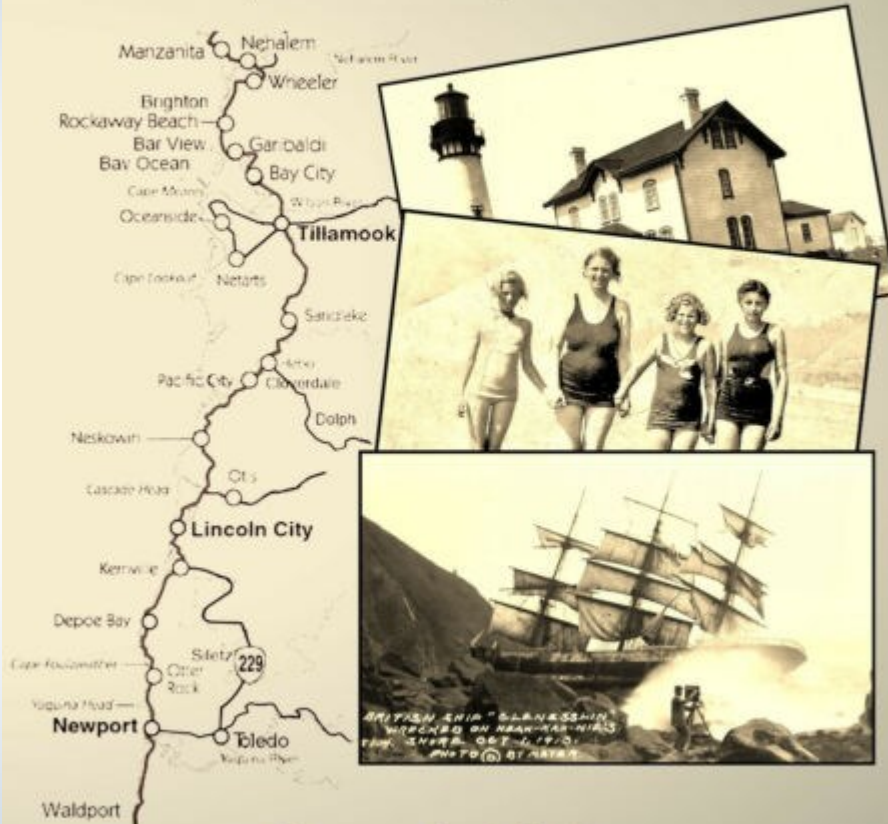 Nehalem
Manzanita
Nehalem River
Wheeler
Brighton
Rockaway Beach
Bar View
Garibaldi
Bay Ocean
Bay City
Cape Meares
Wilson River
Oceanside
Tillamook
Cape Lookout
Netarts
Sandlake
Hebo
Pacific City
Cloverdale
Dolph
Neskowin
Otis
Cascade Head
Lincoln City
Kernville
Depoe Bay
Siletz
229
Cape Foulweather
Otter
Rock
Yaquina Head
Newport
Toledo
Yaquina River
Waldport
BRITISH SHIP "GLENESSLIN"
WRECKED ON NEAH-KAH-NIE'S
SHORE OCT 1, 1913.
PHOTO © BY MAYER